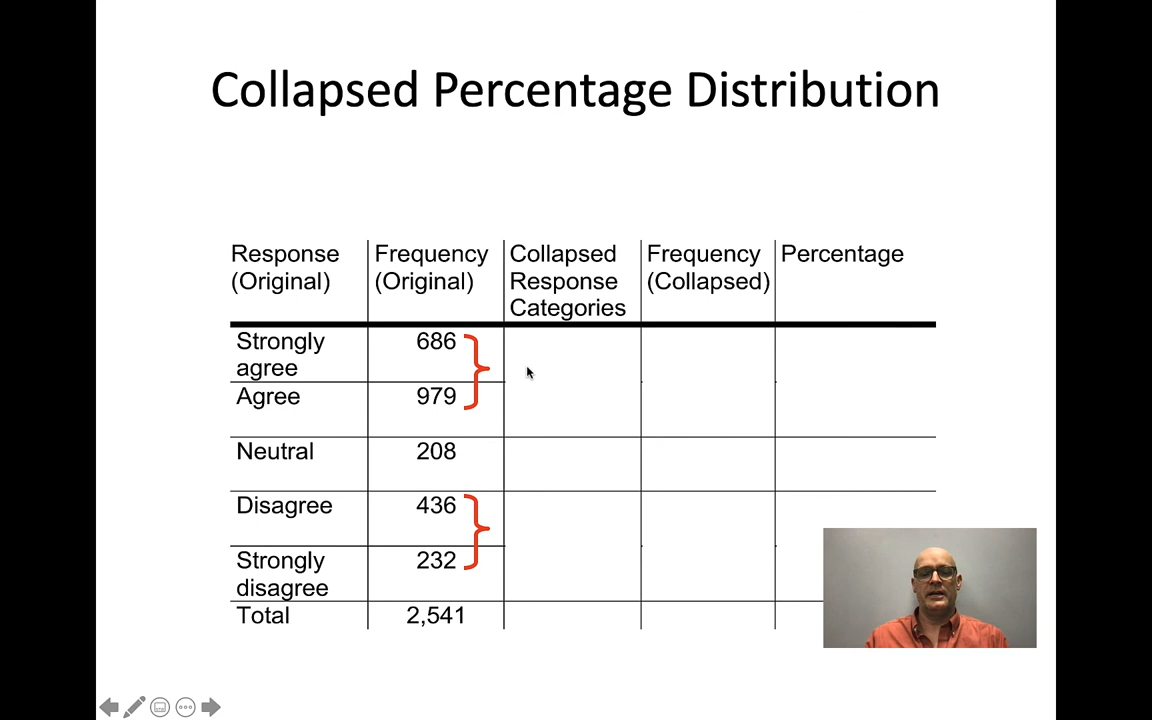 Collapsed Percentage Distribution
Response (Original)
Frequency (Original)
Collapsed Response Categories
Frequency (Collapsed)
Percentage
Strongly agree
686
Agree
979
Neutral
208
Disagree
436
Strongly disagree
232
Total
2,541